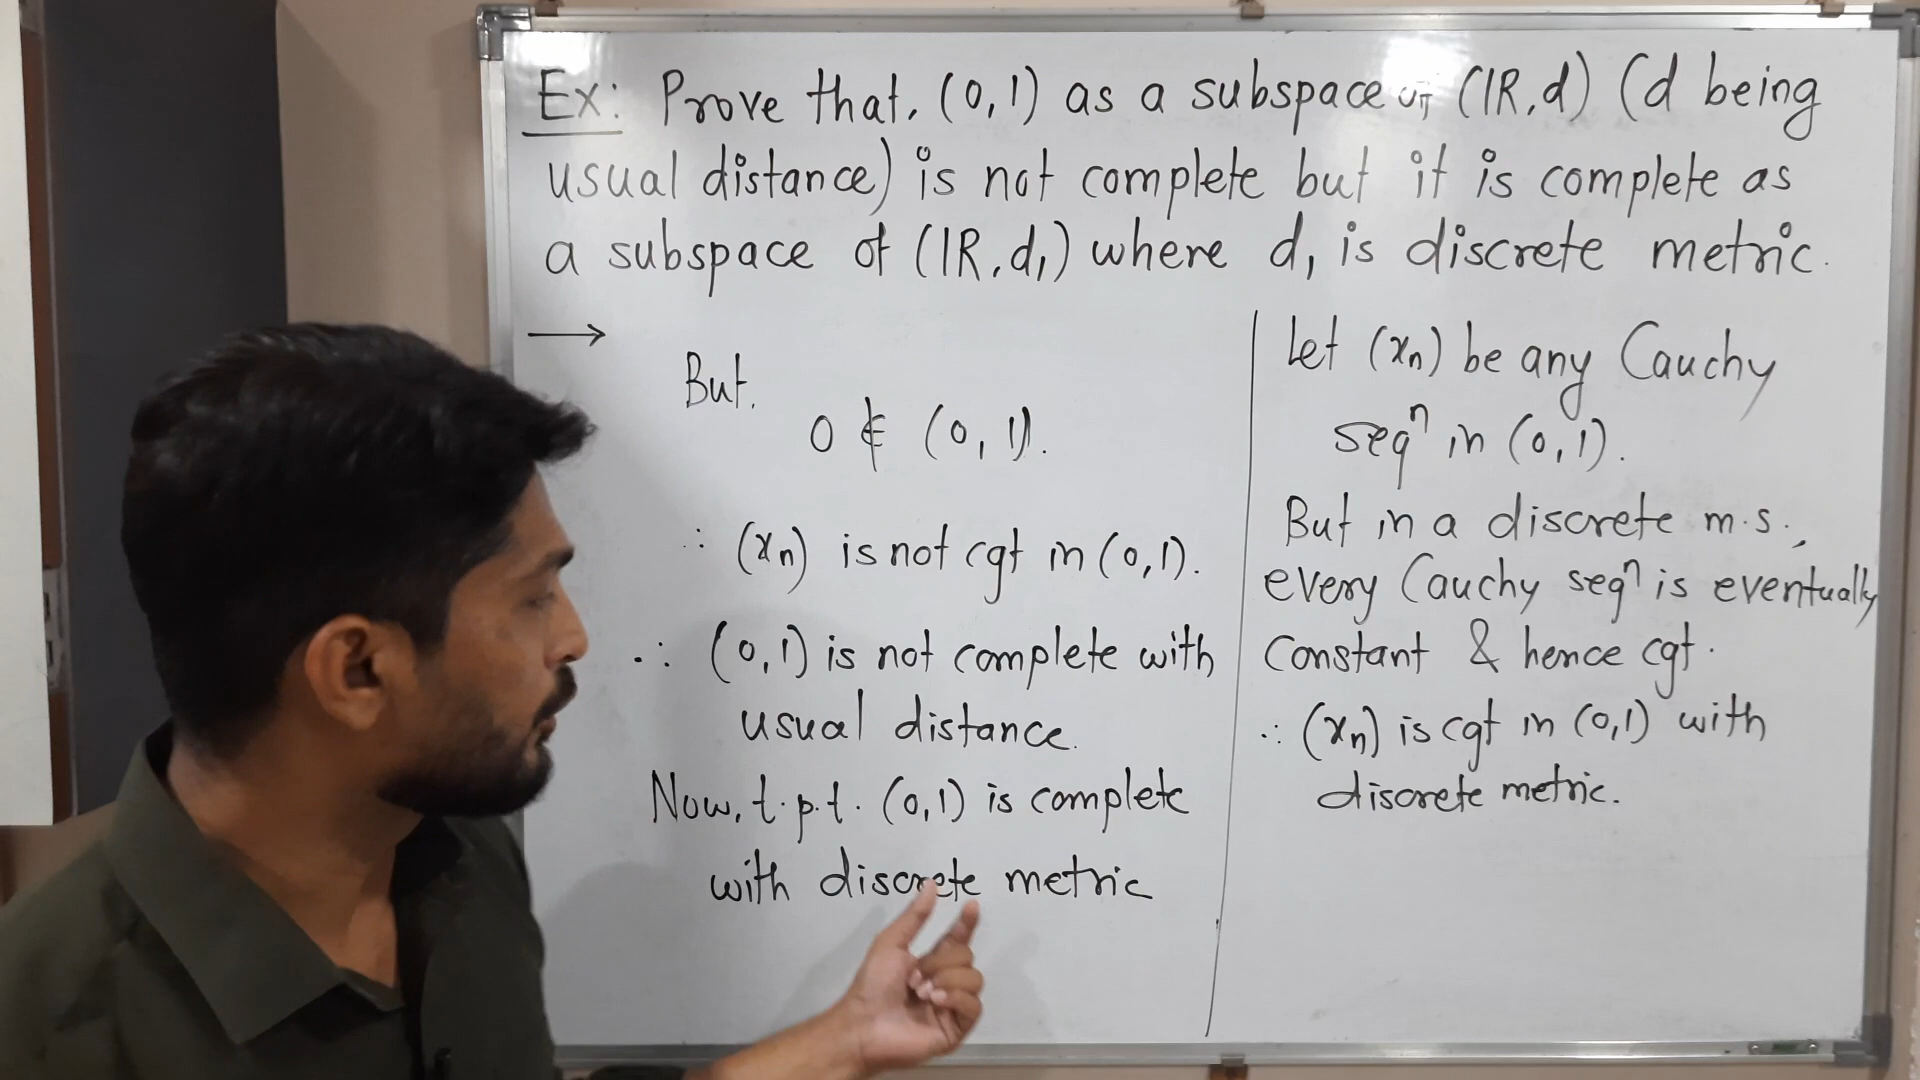 Ex: Prove that, (0,1) as a subspace of (IR,d) (d being
usual distance) is not complete but it is complete as
a subspace of (IR,d₁) where d₁ is discrete metric.
→
But,
0 ∉ (0,1).
∴ (xₙ) is not cgt in (0,1).
∴ (0,1) is not complete with
usual distance.
Now, t.p.t. (0,1) is complete
with discrete metric
Let (xₙ) be any Cauchy
seqⁿ in (0,1).
But in a discrete m.s.,
every Cauchy seqⁿ is eventually
constant & hence cgt.
∴ (xₙ) is cgt in (0,1) with
discrete metric.